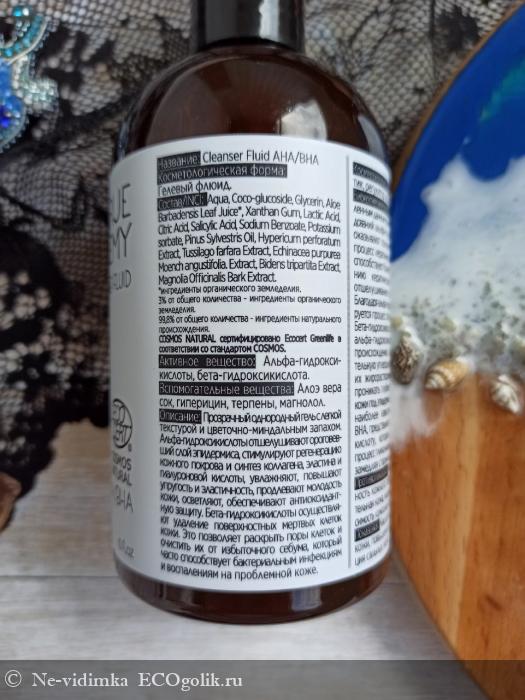 UE
MY
LUID
COSMOS
NATURAL
BHA
Название: Cleanser Fluid AHA/BHA
Косметологическая форма:
Гелевый флюид.
Состав/INCI: Aqua, Coco-glucoside, Glycerin, Aloe
Barbadensis Leaf Juice*, Xanthan Gum, Lactic Acid,
Citric Acid, Salicylic Acid, Sodium Benzoate, Potassium
sorbate, Pinus Sylvestris Oil, Hypericum perforatum
Extract, Tussilago farfara Extract, Echinacea purpurea
Moench angustifolia. Extract, Bidens tripartita Extract,
Magnolia Officinalis Bark Extract.
*ингредиенты органического земледелия.
3% от общего количества - ингредиенты органического
земледелия.
99,8% от общего количества - ингредиенты натурального
происхождения.
COSMOS NATURAL сертифицировано Ecocert Greenlife в
соответствии со стандартом COSMOS.
Активное вещество: Альфа-гидрокси-
кислоты, бета-гидроксикислота.
Вспомогательные вещества: Алоэ вера
сок, глицирин, терпены, магнолол.
Описание: Прозрачный однородный гель с легкой
текстурой и цветочно-миндальным запахом.
Альфа-гидроксикислоты отшелушивают ороговев-
ший слой эпидермиса, стимулируют регенерацию
кожного покрова и синтез коллагена, эластина и
гиалуроновой кислоты, увлажняют, повышают
упругость и эластичность, продлевают молодость
кожи, осветляют, обеспечивают антиоксидант-
ную защиту. Бета-гидроксикислоты осуществля-
ют удаление поверхностных мертвых клеток
кожи. Это позволяет раскрыть поры клеток и
очистить их от избыточного себума, который
часто способствует бактериальным инфекциям
и воспалениям на проблемной коже.
© Ne-vidimka ECOgolik.ru